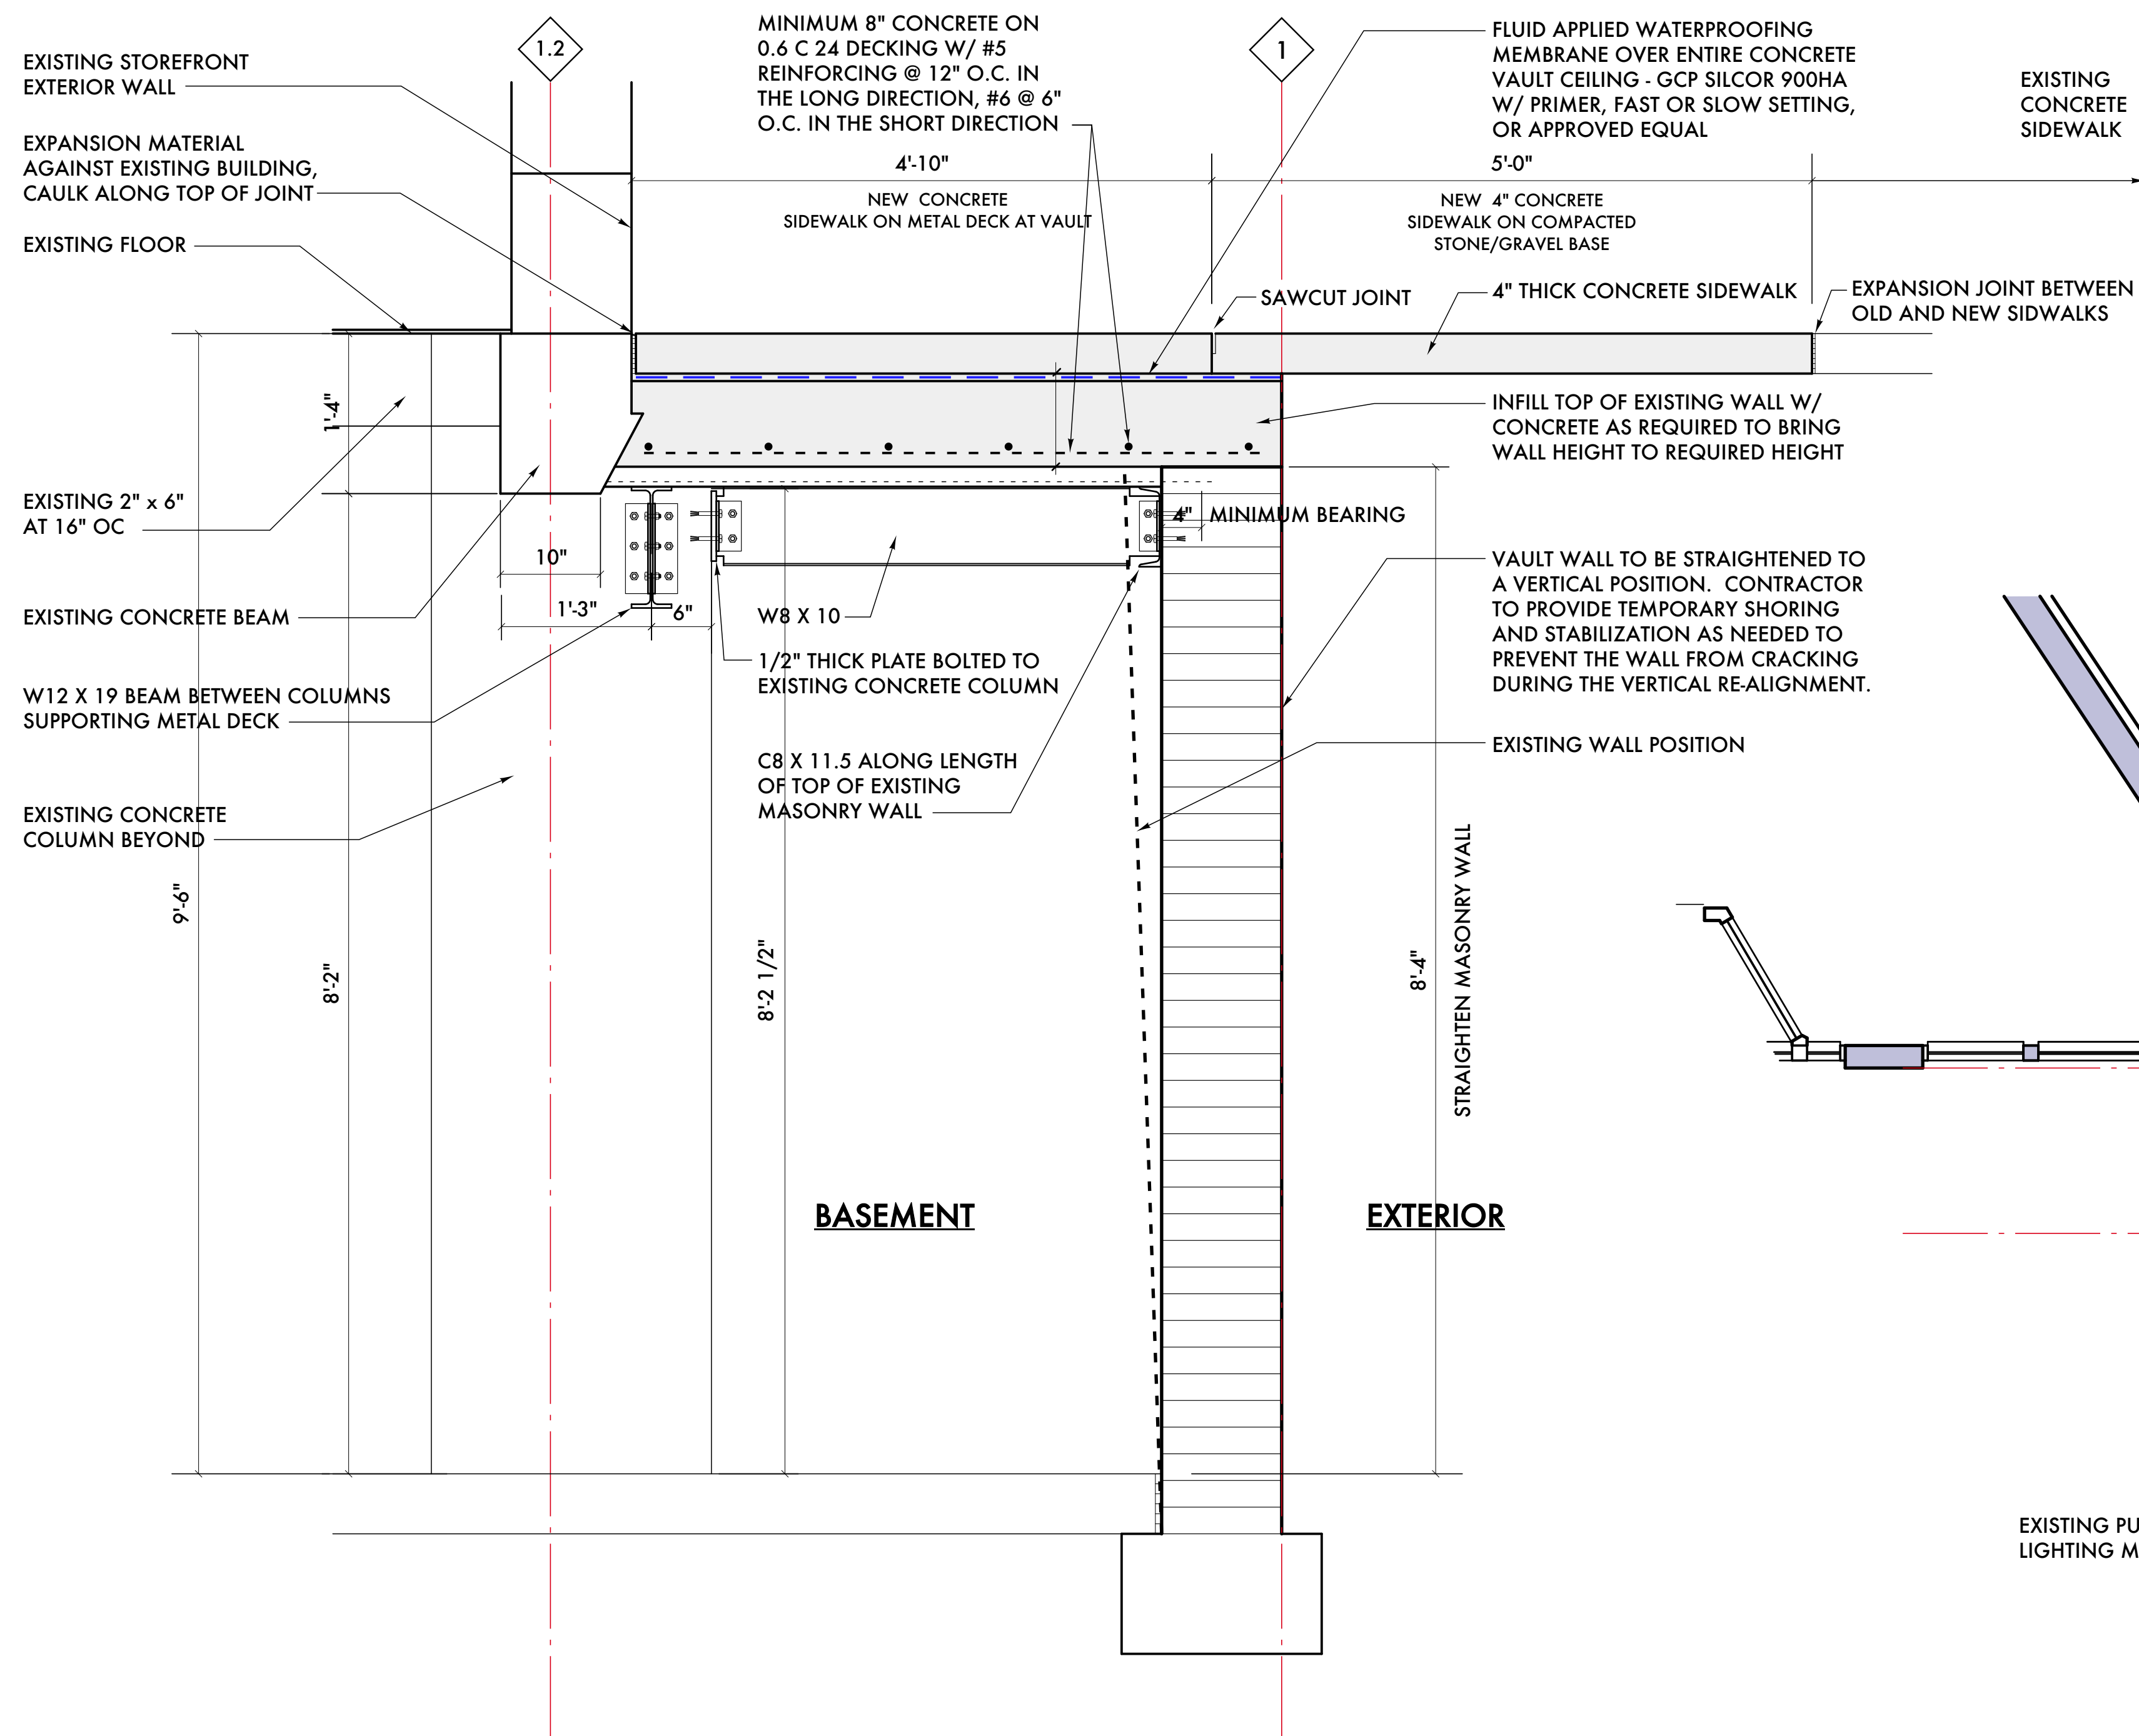 1.2
1
EXISTING STOREFRONT
EXTERIOR WALL
EXPANSION MATERIAL
AGAINST EXISTING BUILDING,
CAULK ALONG TOP OF JOINT
EXISTING FLOOR
MINIMUM 8" CONCRETE ON
0.6 C 24 DECKING W/ #5
REINFORCING @ 12" O.C. IN
THE LONG DIRECTION, #6 @ 6"
O.C. IN THE SHORT DIRECTION
FLUID APPLIED WATERPROOFING
MEMBRANE OVER ENTIRE CONCRETE
VAULT CEILING - GCP SILCOR 900HA
W/ PRIMER, FAST OR SLOW SETTING,
OR APPROVED EQUAL
EXISTING
CONCRETE
SIDEWALK
4'-10"
NEW CONCRETE
SIDEWALK ON METAL DECK AT VAULT
5'-0"
NEW 4" CONCRETE
SIDEWALK ON COMPACTED
STONE/GRAVEL BASE
SAWCUT JOINT
4" THICK CONCRETE SIDEWALK
EXPANSION JOINT BETWEEN
OLD AND NEW SIDWALKS
1'-4"
INFILL TOP OF EXISTING WALL W/
CONCRETE AS REQUIRED TO BRING
WALL HEIGHT TO REQUIRED HEIGHT
EXISTING 2" x 6"
AT 16" OC
4" MINIMUM BEARING
10"
1'-3"
6"
EXISTING CONCRETE BEAM
W8 X 10
1/2" THICK PLATE BOLTED TO
EXISTING CONCRETE COLUMN
VAULT WALL TO BE STRAIGHTENED TO
A VERTICAL POSITION. CONTRACTOR
TO PROVIDE TEMPORARY SHORING
AND STABILIZATION AS NEEDED TO
PREVENT THE WALL FROM CRACKING
DURING THE VERTICAL RE-ALIGNMENT.
W12 X 19 BEAM BETWEEN COLUMNS
SUPPORTING METAL DECK
EXISTING WALL POSITION
C8 X 11.5 ALONG LENGTH
OF TOP OF EXISTING
MASONRY WALL
EXISTING CONCRETE
COLUMN BEYOND
9'-6"
8'-2"
8'-2 1/2"
8'-4"
STRAIGHTEN MASONRY WALL
BASEMENT
EXTERIOR
EXISTING PU
LIGHTING M